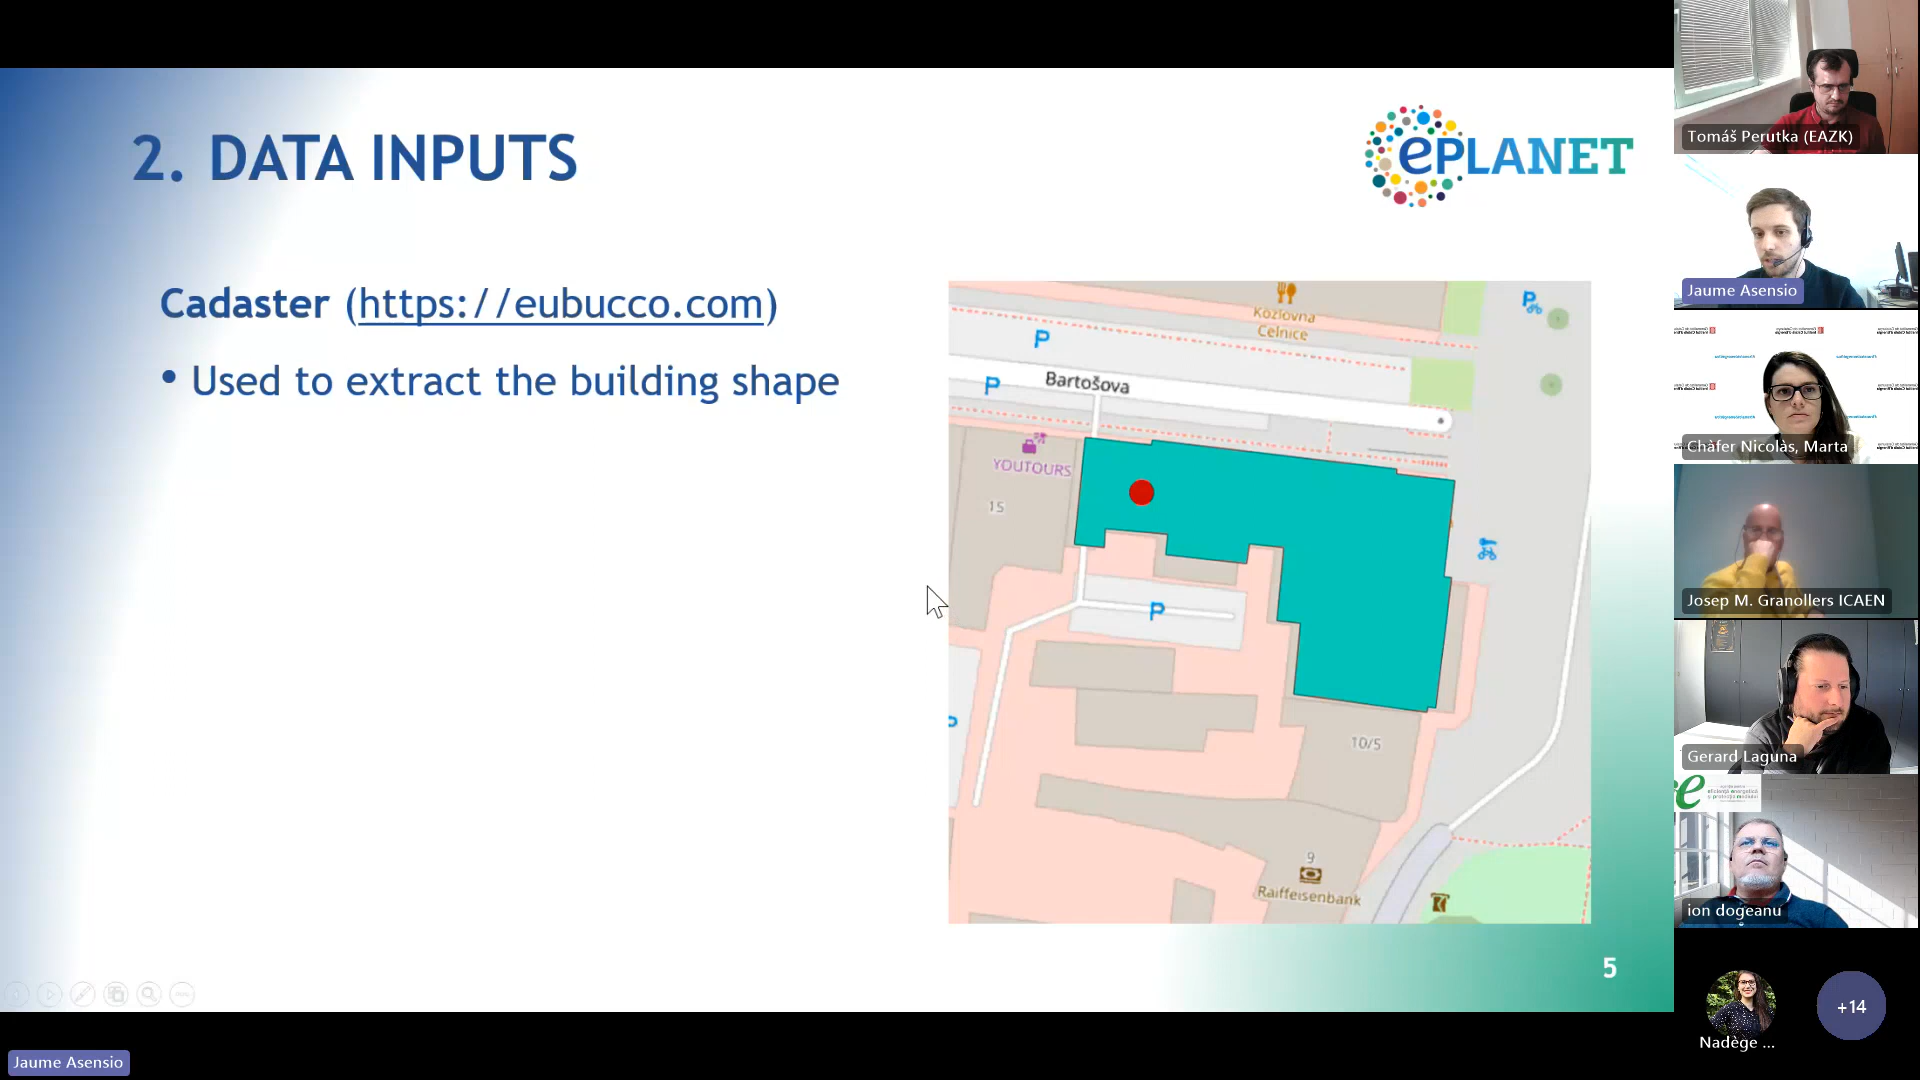 2. DATA INPUTS
ePLANET
Cadaster (https://eubucco.com)
• Used to extract the building shape
Kozlovna
Celnice
P
P
P
Bartošova
YOUTOURS
15
P
P
10/5
9
Raiffeisenbank
5
Jaume Asensio
Tomáš Perutka (EAZK)
Jaume Asensio
Chàfer Nicolàs, Marta
Josep M. Granollers ICAEN
Gerard Laguna
ion dogeanu
Nadège ...
+14